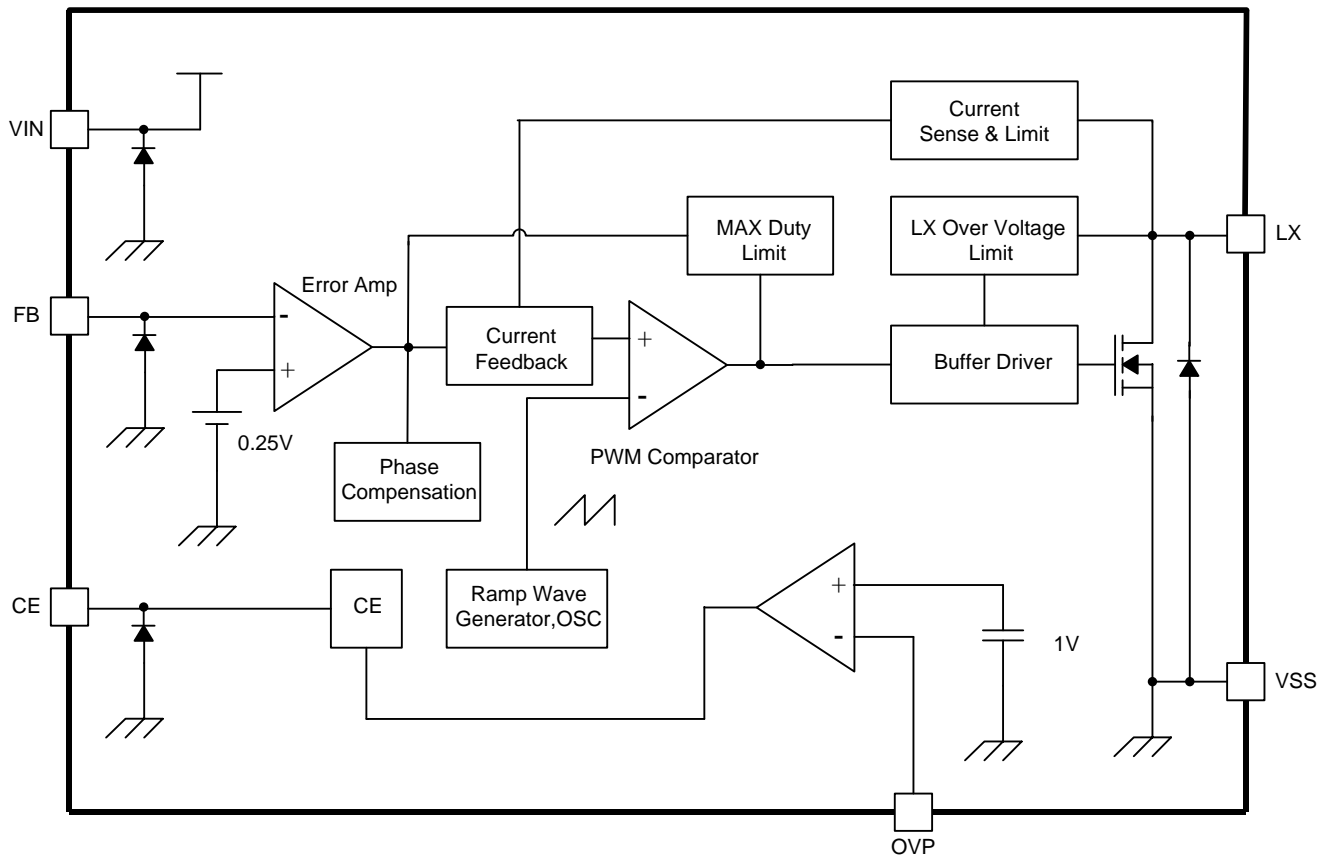 Current
Sense & Limit
VIN
MAX Duty
Limit
LX Over Voltage
Limit
LX
Error Amp
FB
-
+
Current
Feedback
+
-
Buffer Driver
0.25V
PWM Comparator
Phase
Compensation
CE
CE
Ramp Wave
Generator,OSC
+
-
1V
VSS
OVP